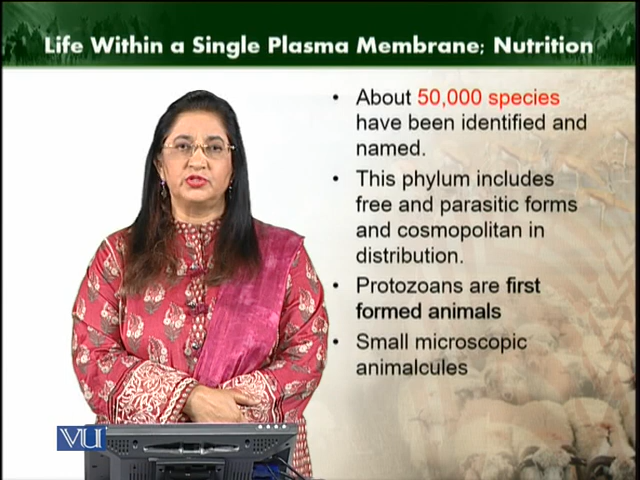 Life Within a Single Plasma Membrane; Nutrition
• About 50,000 species
have been identified and
named.
• This phylum includes
free and parasitic forms
and cosmopolitan in
distribution.
• Protozoans are first
formed animals
• Small microscopic
animalcules
VU